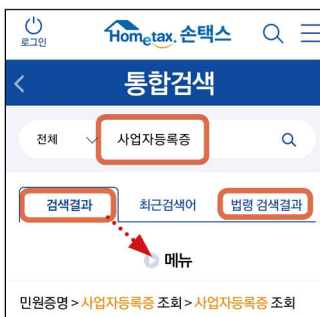 로그인
Hometax. 손택스
통합검색
전체 사업자등록증
검색결과 최근검색어 법령 검색결과
메뉴
민원증명 > 사업자등록증 조회 > 사업자등록증 조회